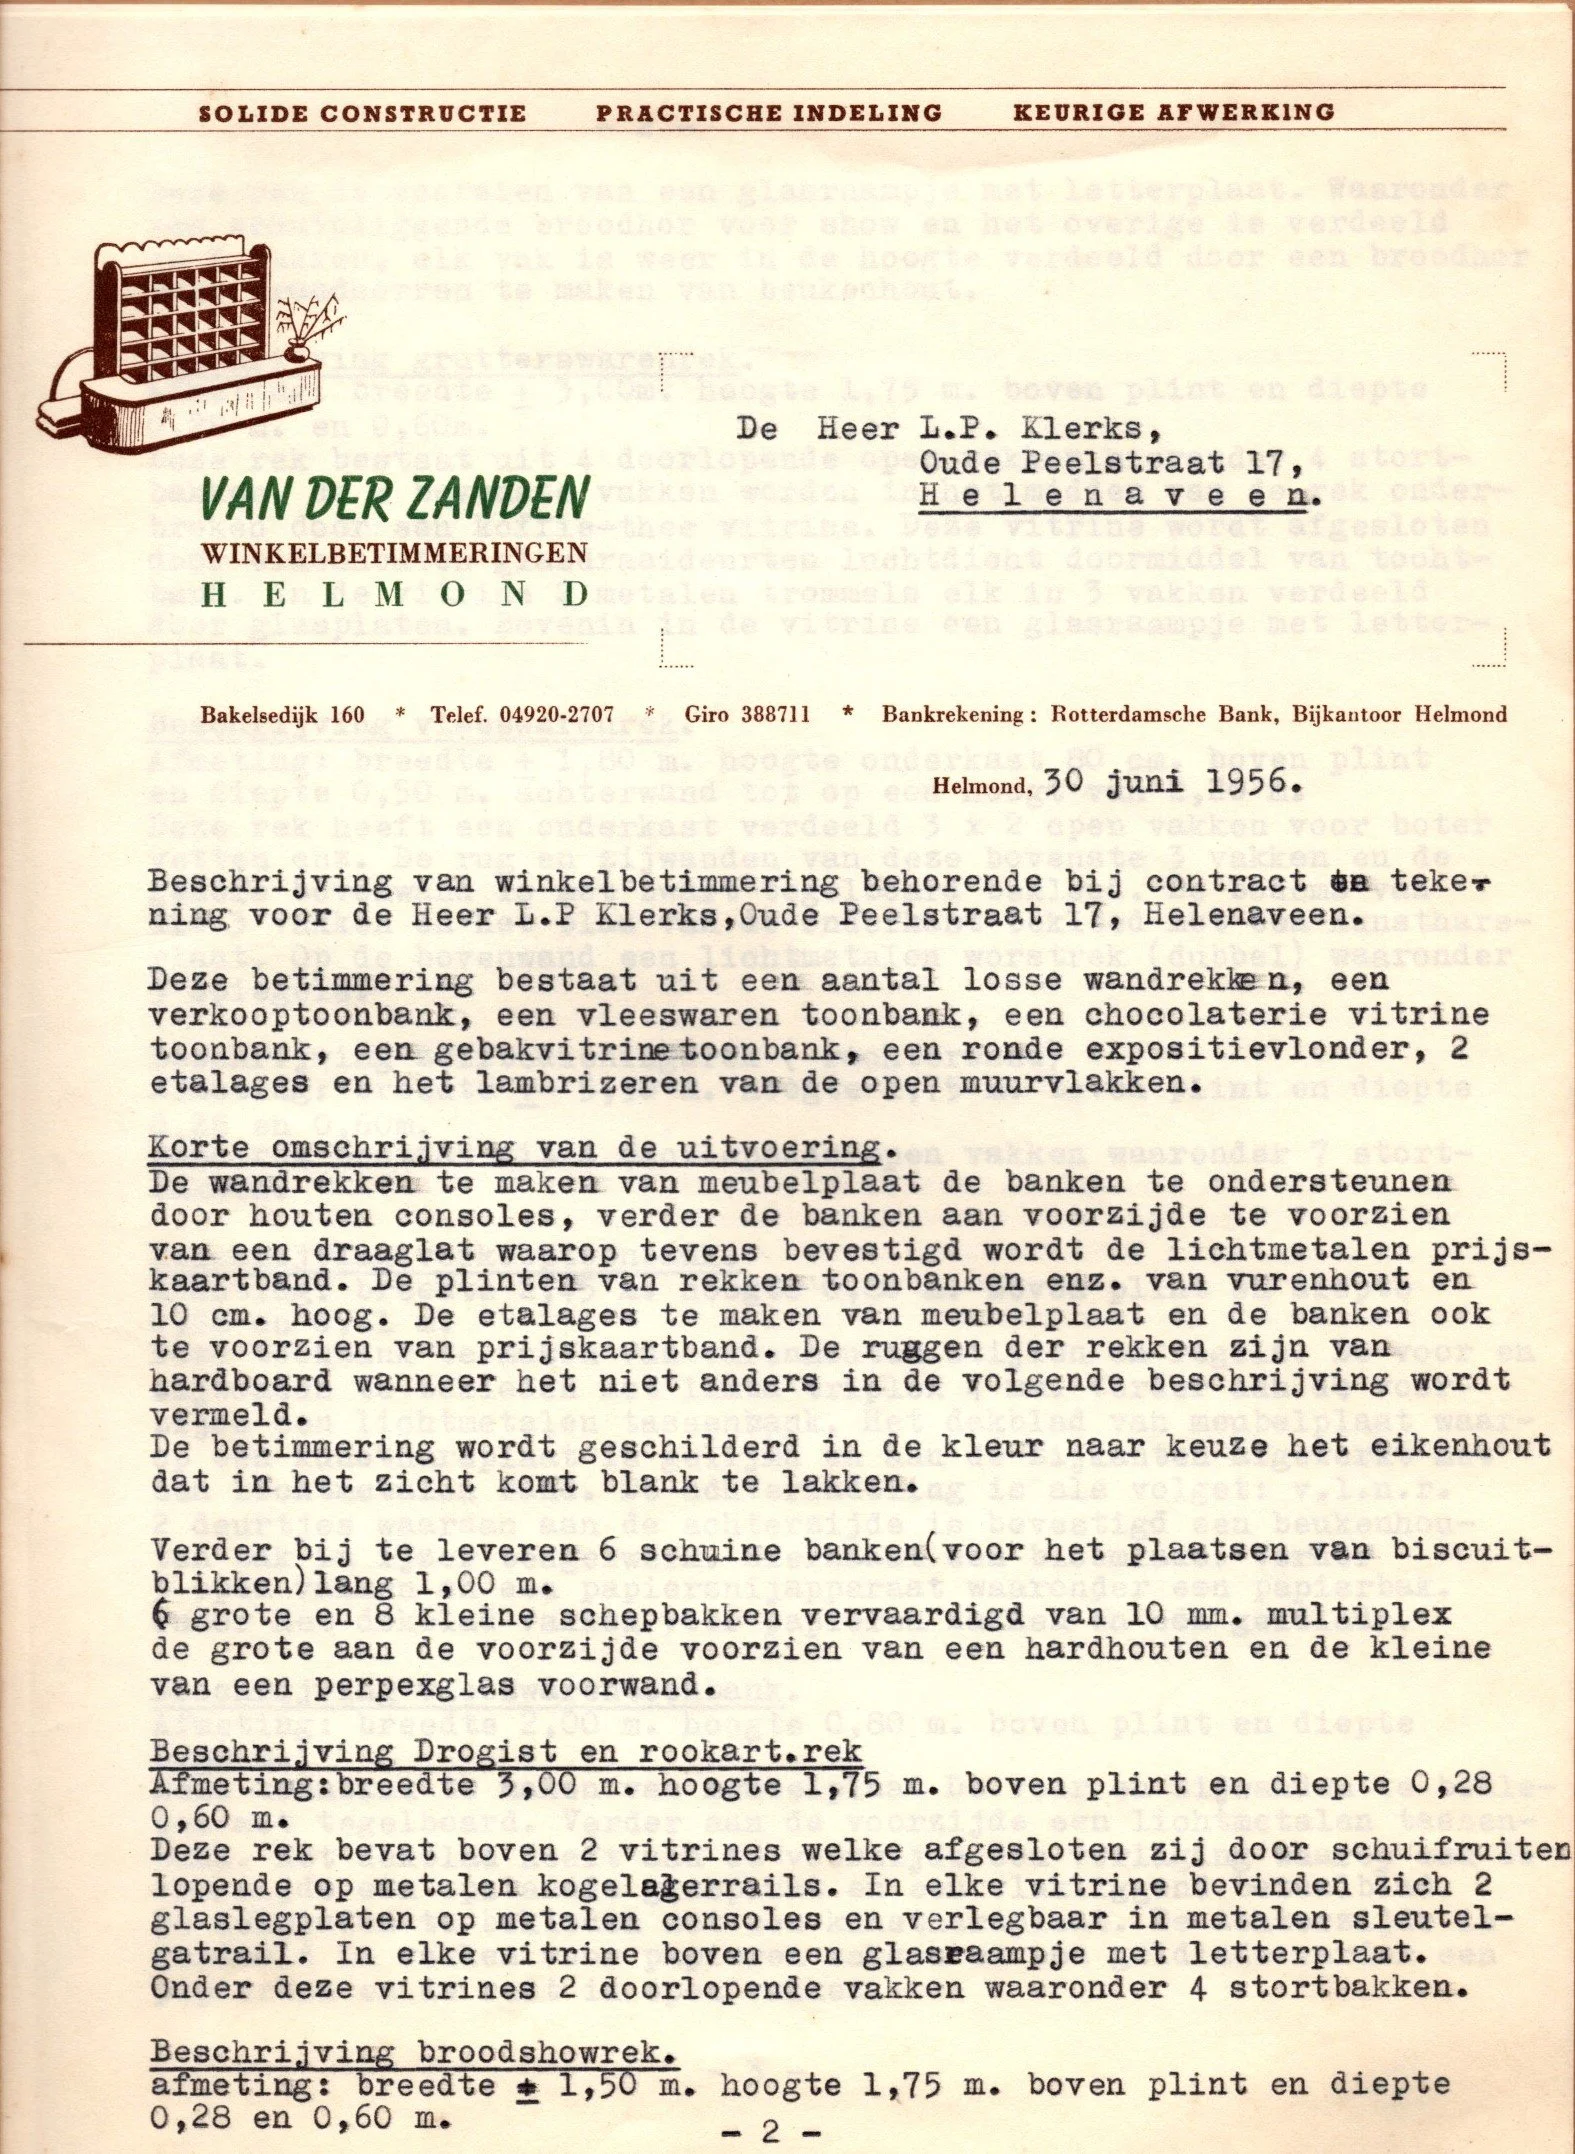 SOLIDE CONSTRUCTIE PRACTISCHE INDELING KEURIGE AFWERKING
De Heer L.P. Klerks,
Oude Peelstraat 17,
Helenaveen.
VAN DER ZANDEN
WINKELBETIMMERINGEN
HELMOND
Bakelsedijk 160 * Telef. 04920-2707 * Giro 388711 * Bankrekening: Rotterdamsche Bank, Bijkantoor Helmond
Helmond, 30 juni 1956.
Beschrijving van winkelbetimmering behorende bij contract en teke-
ning voor de Heer L.P Klerks,Oude Peelstraat 17, Helenaveen.
Deze betimmering bestaat uit een aantal losse wandrekken, een
verkooptoonbank, een vleeswaren toonbank, een chocolaterie vitrine
toonbank, een gebakvitrinetoonbank, een ronde expositievlonder, 2
etalages en het lambrizeren van de open muurvlakken.
Korte omschrijving van de uitvoering.
De wandrekken te maken van meubelplaat de banken te ondersteunen
door houten consoles, verder de banken aan voorzijde te voorzien
van een draaglat waarop tevens bevestigd wordt de lichtmetalen prijs-
kaartband. De plinten van rekken toonbanken enz. van vurenhout en
10 cm. hoog. De etalages te maken van meubelplaat en de banken ook
te voorzien van prijskaartband. De ruggen der rekken zijn van
hardboard wanneer het niet anders in de volgende beschrijving wordt
vermeld.
De betimmering wordt geschilderd in de kleur naar keuze het eikenhout
dat in het zicht komt blank te lakken.
Verder bij te leveren 6 schuine banken(voor het plaatsen van biscuit-
blikken)lang 1,00 m.
6 grote en 8 kleine schepbakken vervaardigd van 10 mm. multiplex
de grote aan de voorzijde voorzien van een hardhouten en de kleine
van een perpexglas voorwand.
Beschrijving Drogist en rookart.rek
Afmeting:breedte 3,00 m. hoogte 1,75 m. boven plint en diepte 0,28
0,60 m.
Deze rek bevat boven 2 vitrines welke afgesloten zij door schuifruiten
lopende op metalen kogelagerrails. In elke vitrine bevinden zich 2
glaslegplaten op metalen consoles en verlegbaar in metalen sleutel-
gatrail. In elke vitrine boven een glasraampje met letterplaat.
Onder deze vitrines 2 doorlopende vakken waaronder 4 stortbakken.
Beschrijving broodshowrek.
afmeting: breedte ± 1,50 m. hoogte 1,75 m. boven plint en diepte
0,28 en 0,60 m.
- 2 -